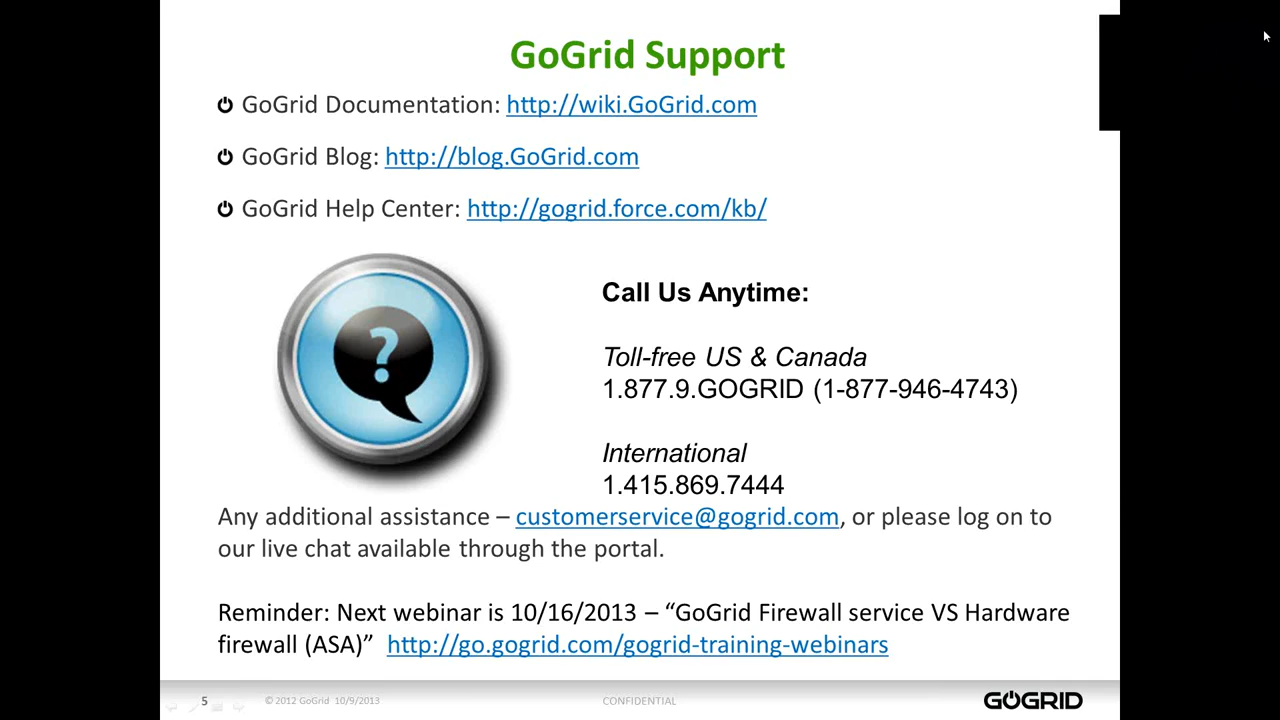 GoGrid Support
GoGrid Documentation: http://wiki.GoGrid.com
GoGrid Blog: http://blog.GoGrid.com
GoGrid Help Center: http://gogrid.force.com/kb/
?
Call Us Anytime:
Toll-free US & Canada
1.877.9.GOGRID (1-877-946-4743)
International
1.415.869.7444
Any additional assistance – customerservice@gogrid.com, or please log on to
our live chat available through the portal.
Reminder: Next webinar is 10/16/2013 – “GoGrid Firewall service VS Hardware
firewall (ASA)” http://go.gogrid.com/gogrid-training-webinars
5 © 2012 GoGrid 10/9/2013 CONFIDENTIAL GOGRID